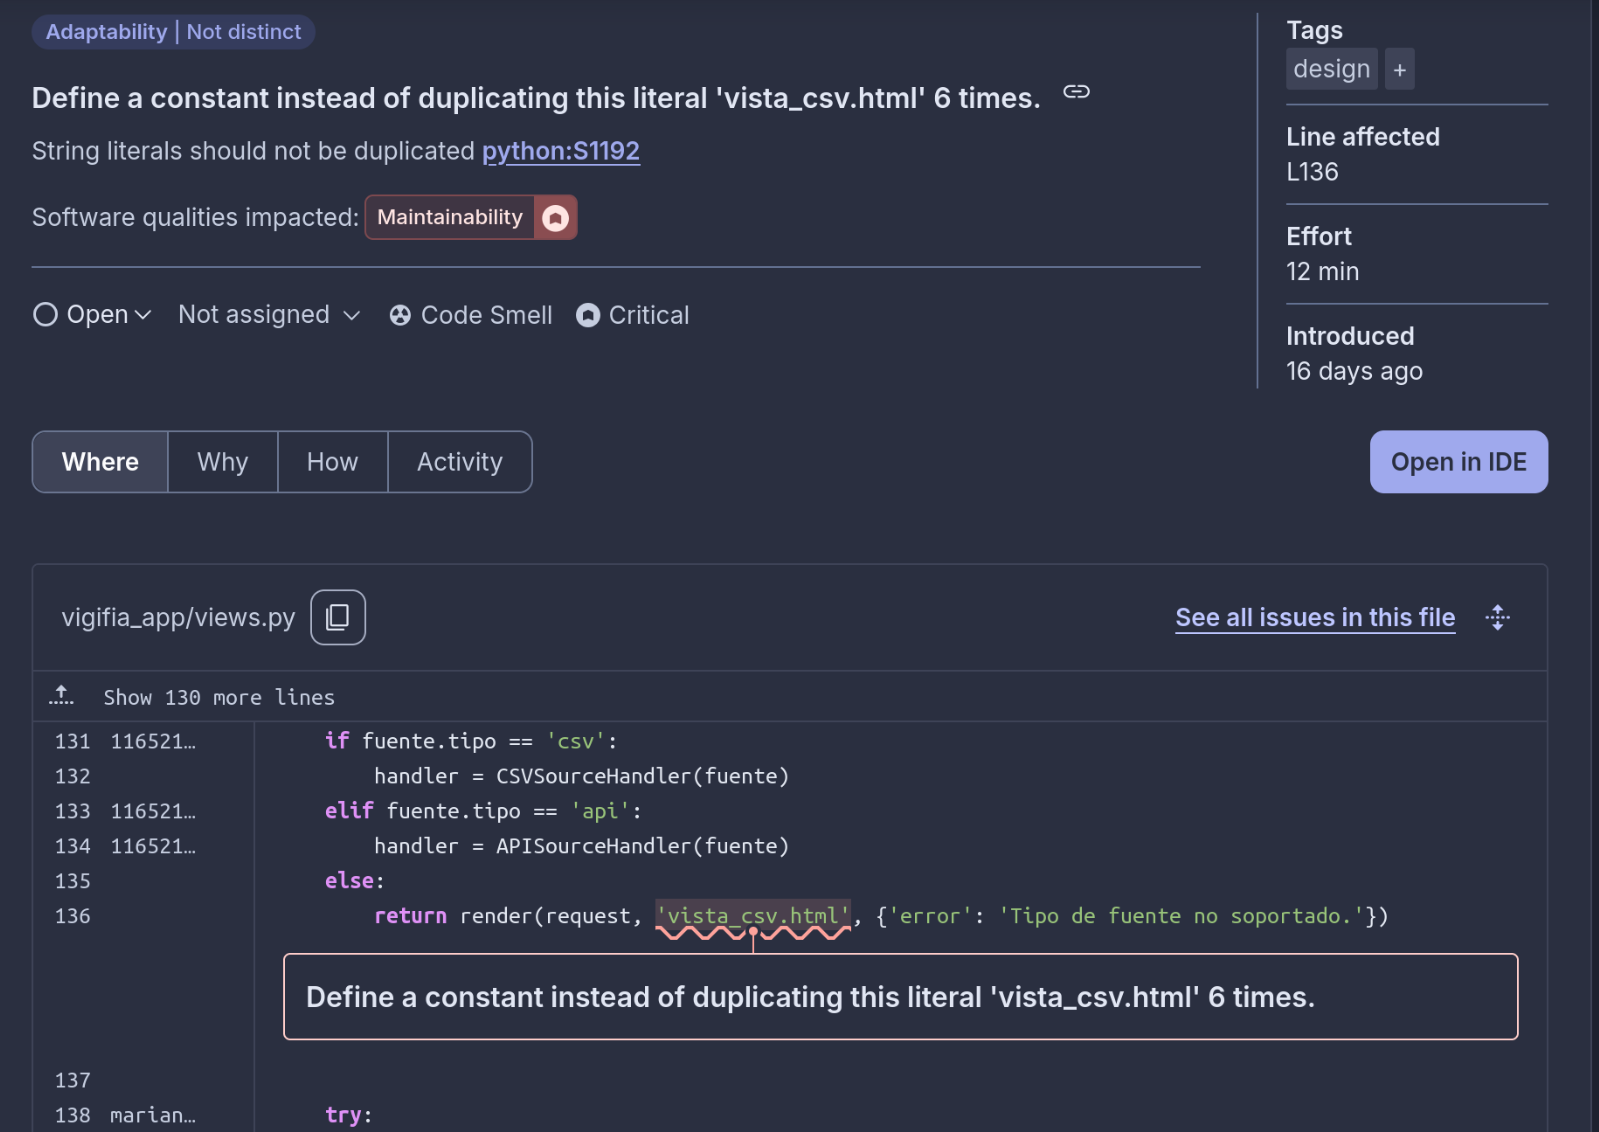 Adaptability | Not distinct
Define a constant instead of duplicating this literal 'vista_csv.html' 6 times.
String literals should not be duplicated python:S1192
Software qualities impacted: Maintainability
Open Not assigned Code Smell Critical
Tags
design +
Line affected
L136
Effort
12 min
Introduced
16 days ago
Where Why How Activity
Open in IDE
vigifia_app/views.py
See all issues in this file
Show 130 more lines
131 116521… if fuente.tipo == 'csv':
132 handler = CSVSourceHandler(fuente)
133 116521… elif fuente.tipo == 'api':
134 116521… handler = APISourceHandler(fuente)
135 else:
136 return render(request, 'vista_csv.html', {'error': 'Tipo de fuente no soportado.'})
Define a constant instead of duplicating this literal 'vista_csv.html' 6 times.
137
138 marian… try: